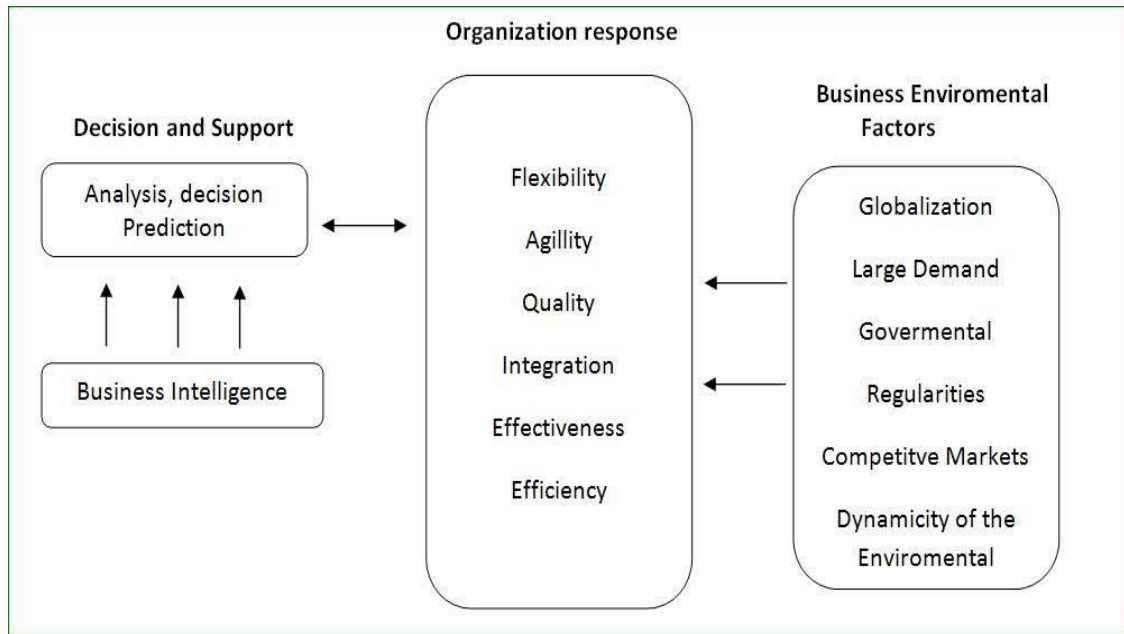 Organization response
Business Enviromental
Factors
Decision and Support
Analysis, decision
Prediction
Business Intelligence
Flexibility
Agillity
Quality
Integration
Effectiveness
Efficiency
Globalization
Large Demand
Govermental
Regularities
Competitve Markets
Dynamicity of the
Enviromental